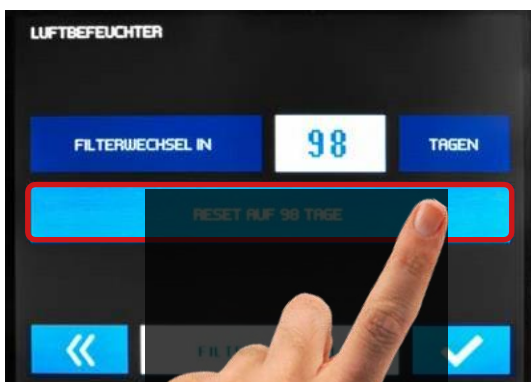 LUFTBEFEUCHTER
FILTERWECHSEL IN 98 TAGEN
RESET AUF 98 TAGE